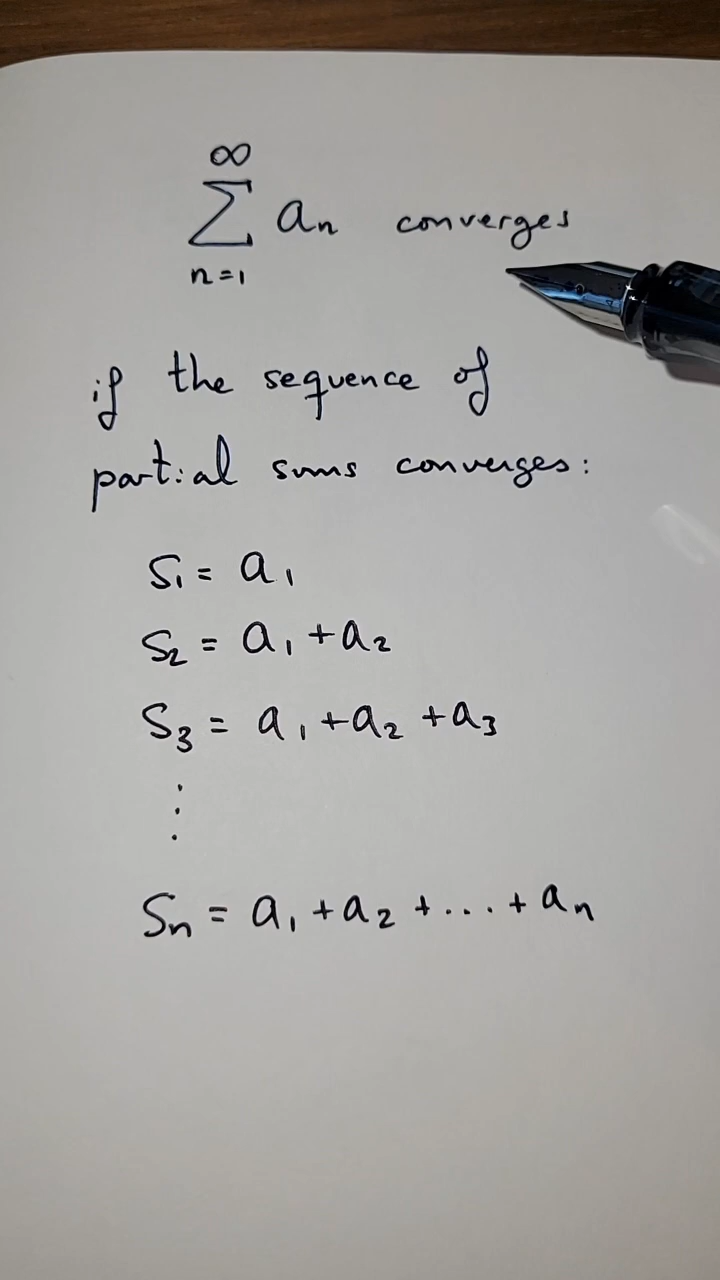 ∞
∑ aₙ converges
n=1
if the sequence of
partial sums converges:
S₁ = a₁
S₂ = a₁ + a₂
S₃ = a₁ + a₂ + a₃
⋮
Sₙ = a₁ + a₂ + ... + aₙ